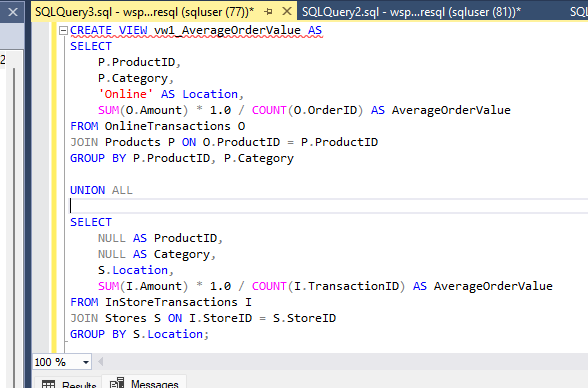 SQLQuery3.sql - wsp...resql (sqluser (77))* SQLQuery2.sql - wsp...resql (sqluser (81))* SQ
2
CREATE VIEW vw1_AverageOrderValue AS
SELECT
P.ProductID,
P.Category,
'Online' AS Location,
SUM(O.Amount) * 1.0 / COUNT(O.OrderID) AS AverageOrderValue
FROM OnlineTransactions O
JOIN Products P ON O.ProductID = P.ProductID
GROUP BY P.ProductID, P.Category
UNION ALL
SELECT
NULL AS ProductID,
NULL AS Category,
S.Location,
SUM(I.Amount) * 1.0 / COUNT(I.TransactionID) AS AverageOrderValue
FROM InStoreTransactions I
JOIN Stores S ON I.StoreID = S.StoreID
GROUP BY S.Location;
100 %
Results Messages